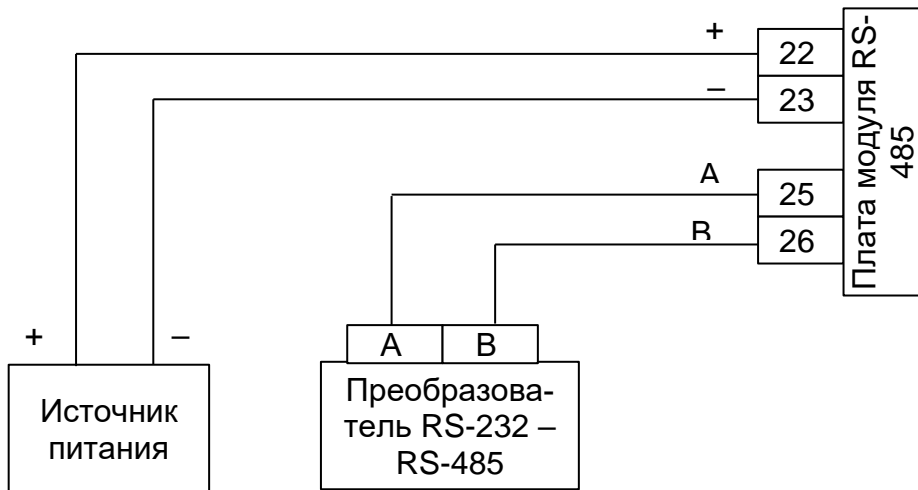 +
22
–
23
Плата модуля RS-
485
A
25
B
26
+
–
A
B
Источник
питания
Преобразова-
тель RS-232 –
RS-485